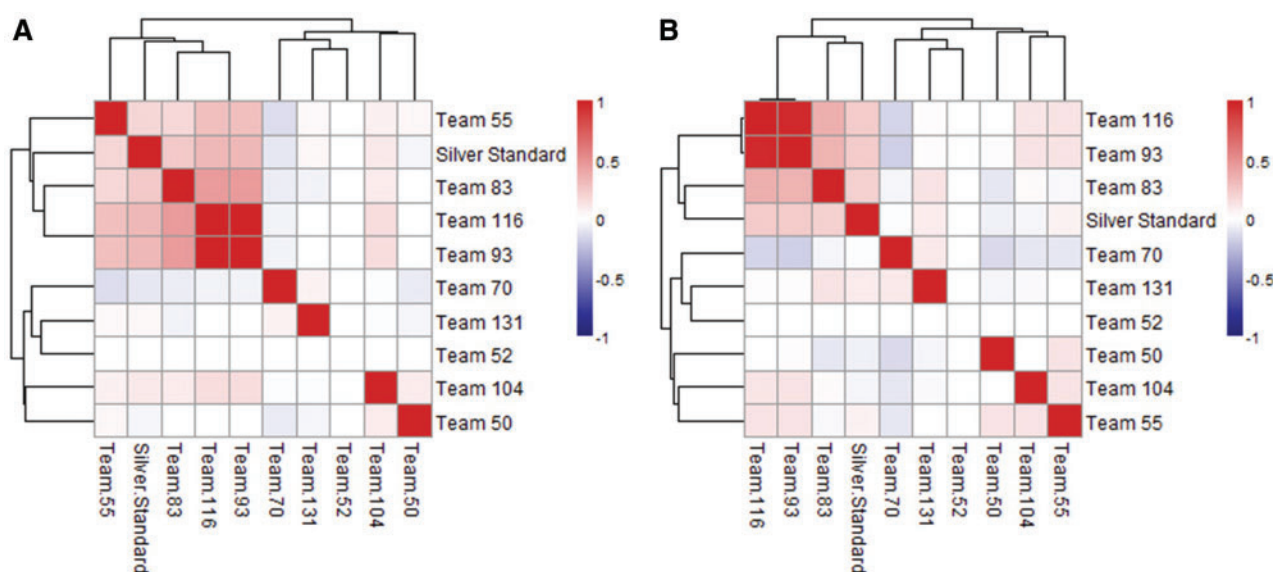 A
Team 55
Silver Standard
Team 83
Team 116
Team 93
Team 70
Team 131
Team 52
Team 104
Team 50
1
0.5
0
-0.5
-1
Team.55
Silver.Standard
Team.83
Team.116
Team.93
Team.70
Team.131
Team.52
Team.104
Team.50
B
Team 116
Team 93
Team 83
Silver Standard
Team 70
Team 131
Team 52
Team 50
Team 104
Team 55
1
0.5
0
-0.5
-1
Team.116
Team.93
Team.83
Silver.Standard
Team.70
Team.131
Team.52
Team.50
Team.104
Team.55